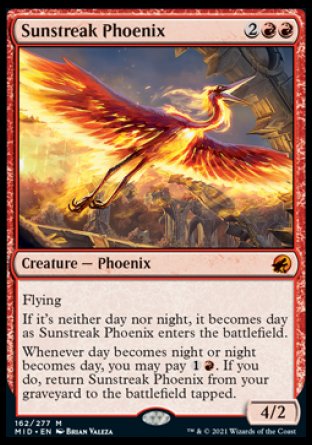 Sunstreak Phoenix 2
Creature — Phoenix
Flying
If it's neither day nor night, it becomes day
as Sunstreak Phoenix enters the battlefield.
Whenever day becomes night or night
becomes day, you may pay 1 . If you
do, return Sunstreak Phoenix from your
graveyard to the battlefield tapped.
4/2
162/277 M
MID • EN BRIAN VALEZA
™ & © 2021 Wizards of the Coast